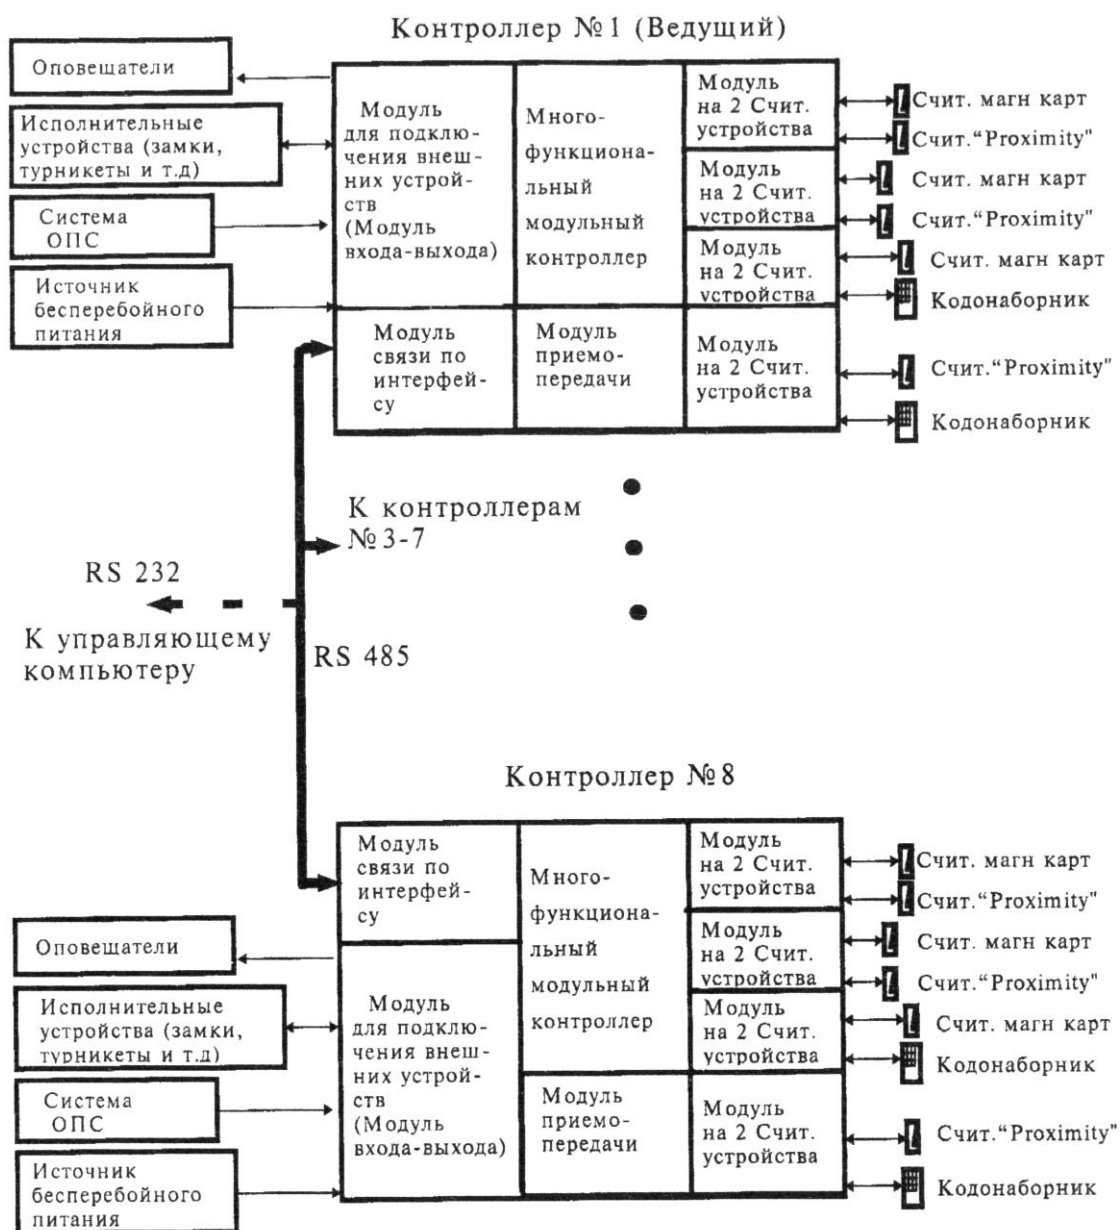 Контроллер №1 (Ведущий)
Оповещатели
Исполнительные
устройства (замки,
турникеты и т.д)
Система
ОПС
Источник
бесперебойного
питания
Модуль
для подклю-
чения внеш-
них устрой-
ств
(Модуль
входа-выхода)
Много-
функциона-
льный
модульный
контроллер
Модуль
на 2 Счит.
устройства
Модуль
на 2 Счит.
устройства
Модуль
на 2 Счит.
устройства
Счит. магн карт
Счит.“Proximity"
Счит. магн карт
Счит.“Proximity"
Счит. магн карт
Кодонаборник
Модуль
связи по
интерфей-
су
Модуль
приемо-
передачи
Модуль
на 2 Счит.
устройства
Счит.“Proximity"
Кодонаборник
К контроллерам
№3-7
RS 232
К управляющему
компьютеру
RS 485
Контроллер №8
Модуль
связи по
интерфей-
су
Много-
функциона-
льный
модульный
контроллер
Модуль
на 2 Счит.
устройства
Модуль
на 2 Счит.
устройства
Модуль
на 2 Счит.
устройства
Счит. магн карт
Счит.“Proximity"
Счит. магн карт
Счит.“Proximity"
Счит. магн карт
Кодонаборник
Оповещатели
Исполнительные
устройства (замки,
турникеты и т.д)
Система
ОПС
Источник
бесперебойного
питания
Модуль
для подклю-
чения внеш-
них устрой-
ств
(Модуль
входа-выхода)
Модуль
приемо-
передачи
Модуль
на 2 Счит.
устройства
Счит.“Proximity"
Кодонаборник